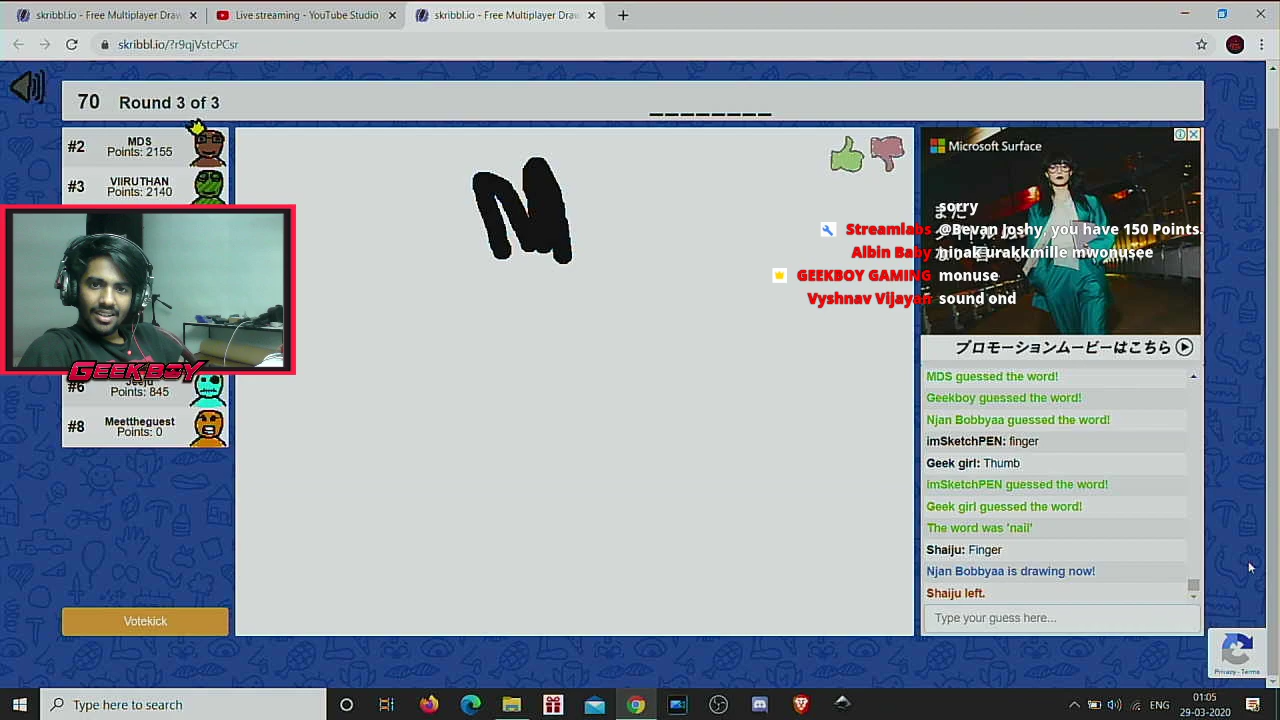 skribbl.io - Free Multiplayer Draw
Live streaming - YouTube Studio
skribbl.io - Free Multiplayer Draw
skribbl.io/?r9qjVstcPCsr
70 Round 3 of 3
________
#2 MDS
Points: 2155
#3 VIIRUTHAN
Points: 2140
GEEKBOY
#6 Jeeju
Points: 845
#8 Meettheguest
Points: 0
Votekick
Microsoft Surface
sorry
Streamlabs @Bevan Joshy, you have 150 Points.
Albin Baby urakkmille mwonusee
GEEKBOY GAMING monuse
Vyshnav Vijayan sound ond
プロモーションムービーはこちら
MDS guessed the word!
Geekboy guessed the word!
Njan Bobbyaa guessed the word!
imSketchPEN: finger
Geek girl: Thumb
imSketchPEN guessed the word!
Geek girl guessed the word!
The word was 'nail'
Shaiju: Finger
Njan Bobbyaa is drawing now!
Shaiju left.
Type your guess here...
Privacy - Terms
Type here to search
ENG
01:05
29-03-2020